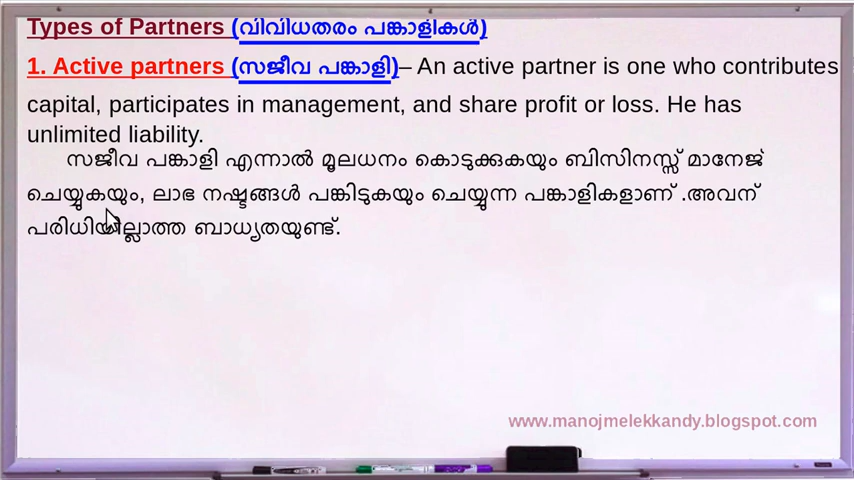 Types of Partners (വിവിധതരം പങ്കാളികൾ)
1. Active partners (സജീവ പങ്കാളി)– An active partner is one who contributes
capital, participates in management, and share profit or loss. He has
unlimited liability.
സജീവ പങ്കാളി എന്നാൽ മൂലധനം കൊടുക്കുകയും ബിസിനസ്സ് മാനേജ്
ചെയ്യുകയും, ലാഭ നഷ്ടങ്ങൾ പങ്കിടുകയും ചെയ്യുന്ന പങ്കാളികളാണ് .അവന്
പരിധിയില്ലാത്ത ബാധ്യതയുണ്ട്.
www.manojmelekkandy.blogspot.com